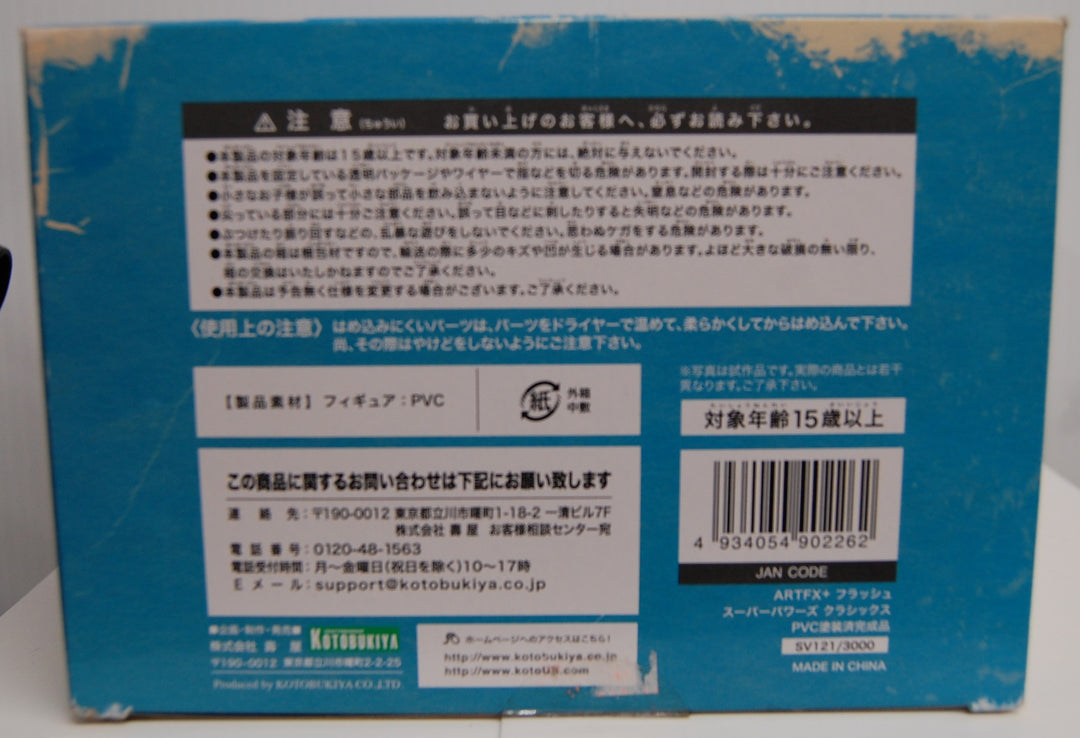 ⚠ 注 意 (ちゅうい) お買い上げのお客様へ、必ずお読み下さい。
●本製品の対象年齢は15歳以上です。対象年齢未満の方には、絶対に与えないでください。
●本製品を固定している透明パッケージやワイヤーで指などを切る危険があります。開封する際は十分にご注意ください。
●小さなお子様が誤って小さな部品を飲み込まないように注意してください。窒息などの危険があります。
●尖っている部分には十分ご注意ください。誤って目などに刺したりすると失明などの危険があります。
●ぶつけたり振り回すなどの、乱暴な遊びをしないでください。思わぬケガをする危険があります。
●本製品の箱は梱包材ですので、輸送の際に多少のキズや凹が生じる場合があります。よほど大きな破損の無い限り、
箱の交換はいたしかねますのでご了承ください。
●本製品は予告無く仕様を変更する場合がございます。ご了承ください。
〈使用上の注意〉はめ込みにくいパーツは、パーツをドライヤーで温めて、柔らかくしてからはめ込んで下さい。
尚、その際はやけどをしないようにご注意下さい。
【製品素材】フィギュア：PVC
紙 外箱
中敷
※写真は試作品です。実際の商品とは若干
異なります。ご了承下さい。
対象年齢15歳以上
この商品に関するお問い合わせは下記にお願い致します
連絡先：〒190-0012 東京都立川市曙町1-18-2 一清ビル7F
株式会社 壽屋 お客様相談センター宛
電話番号：0120-48-1563
電話受付時間：月～金曜日(祝日を除く)10～17時
Eメール：support@kotobukiya.co.jp
4 934054 902262
JAN CODE
ARTFX+ フラッシュ
スーパーパワーズ クラシックス
PVC塗装済完成品
SV121/3000
MADE IN CHINA
■企画・制作・発売■
株式会社 壽 屋 KOTOBUKIYA
〒190-0012 東京都立川市曙町2-2-25
Produced by KOTOBUKIYA CO.,LTD.
ホームページへのアクセスはこちら!
http://www.kotobukiya.co.jp
http://www.kotous.com